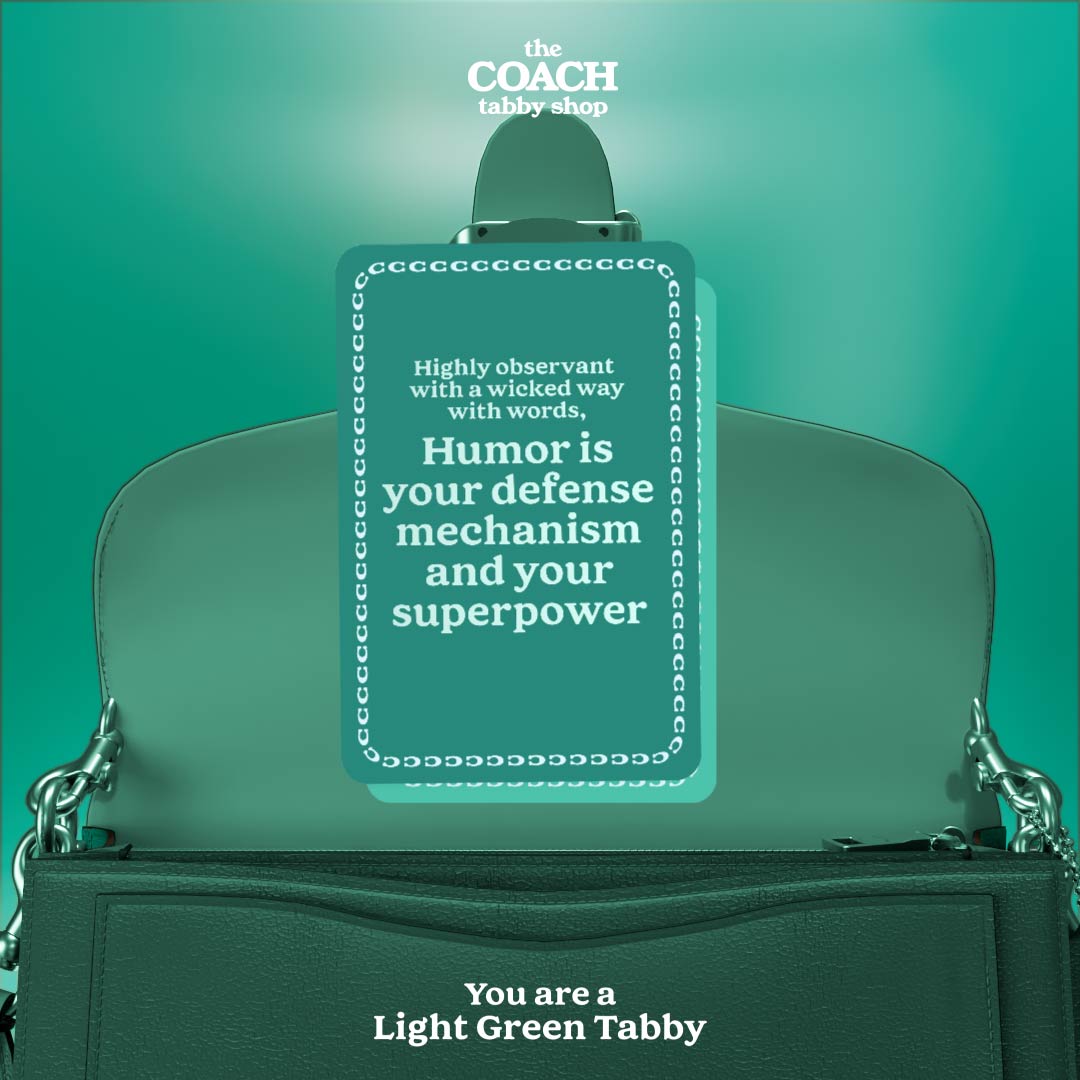 the
COACH
tabby shop
Highly observant
with a wicked way
with words,
Humor is
your defense
mechanism
and your
superpower
You are a
Light Green Tabby